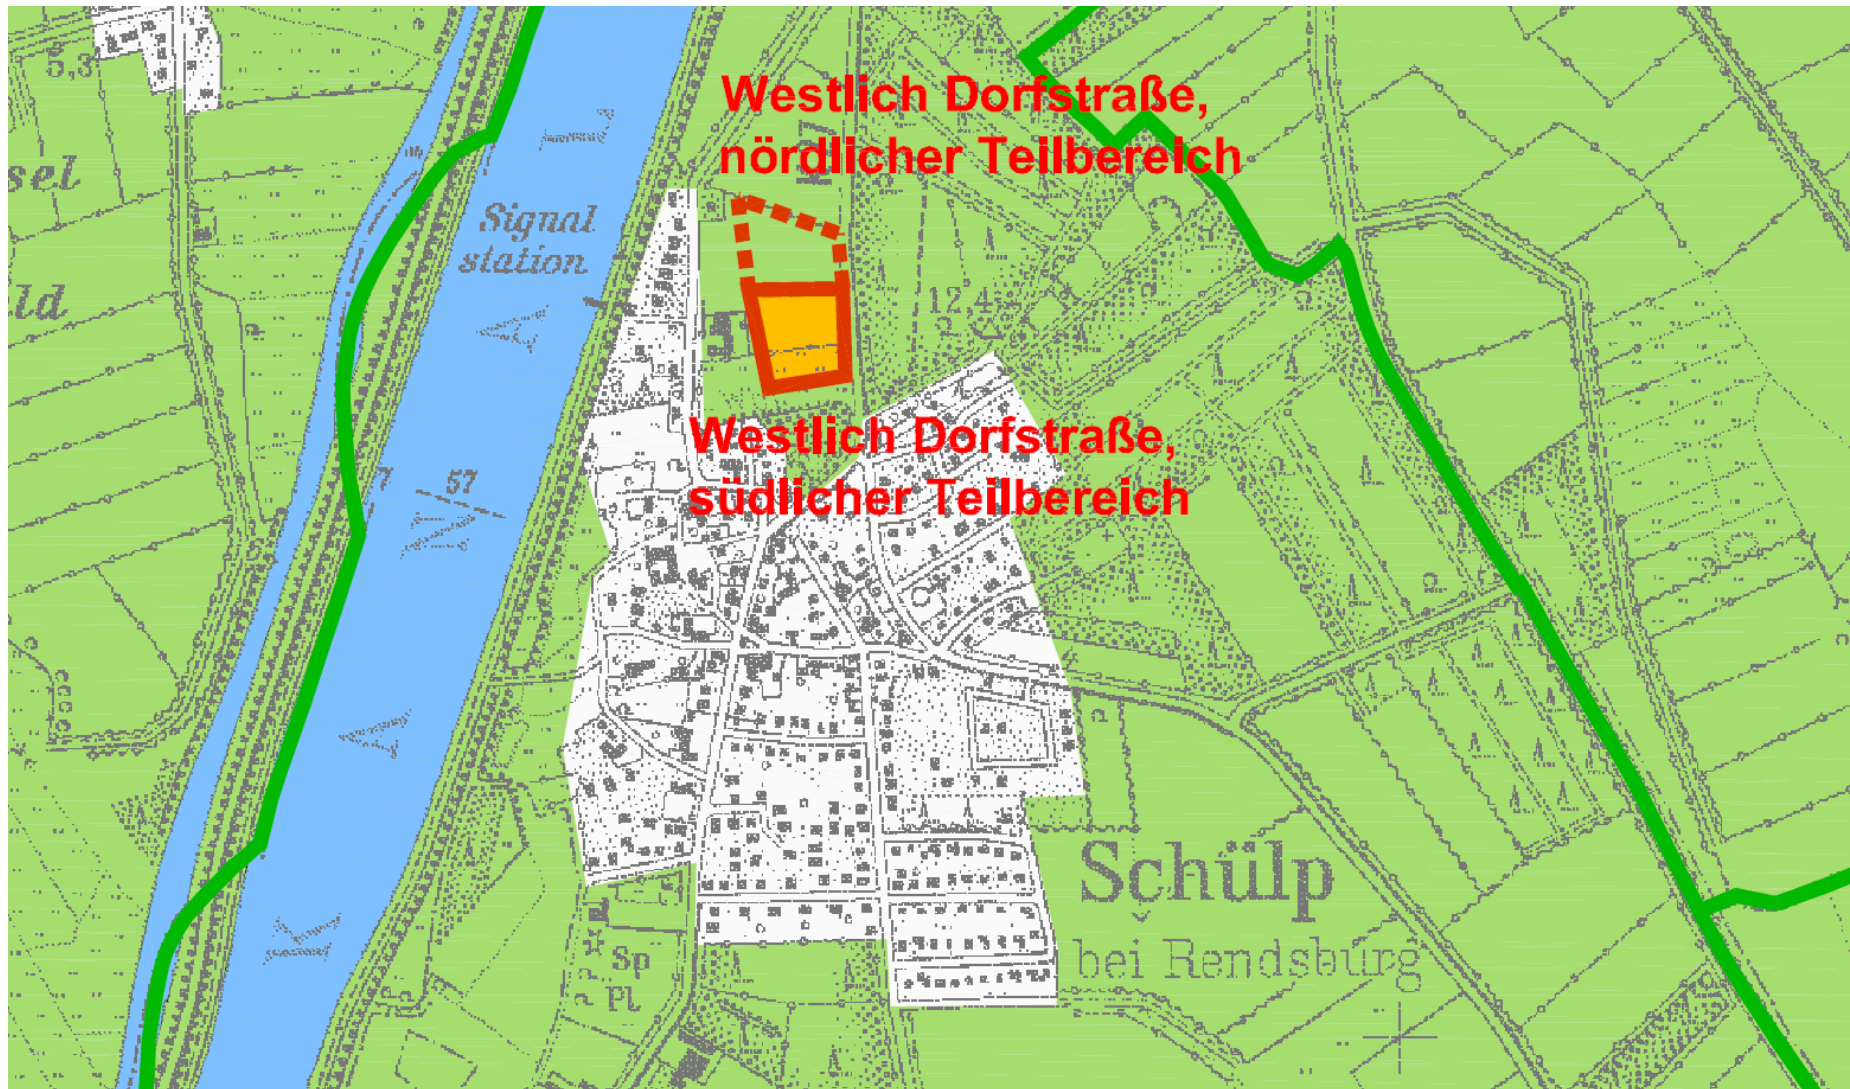 5,3
Westlich Dorfstraße,
nördlicher Teilbereich
sel
Signal
station
ld
12,4
K A N A L
57
Westlich Dorfstraße,
südlicher Teilbereich
Schülp
bei Rendsburg
Sp
Pl